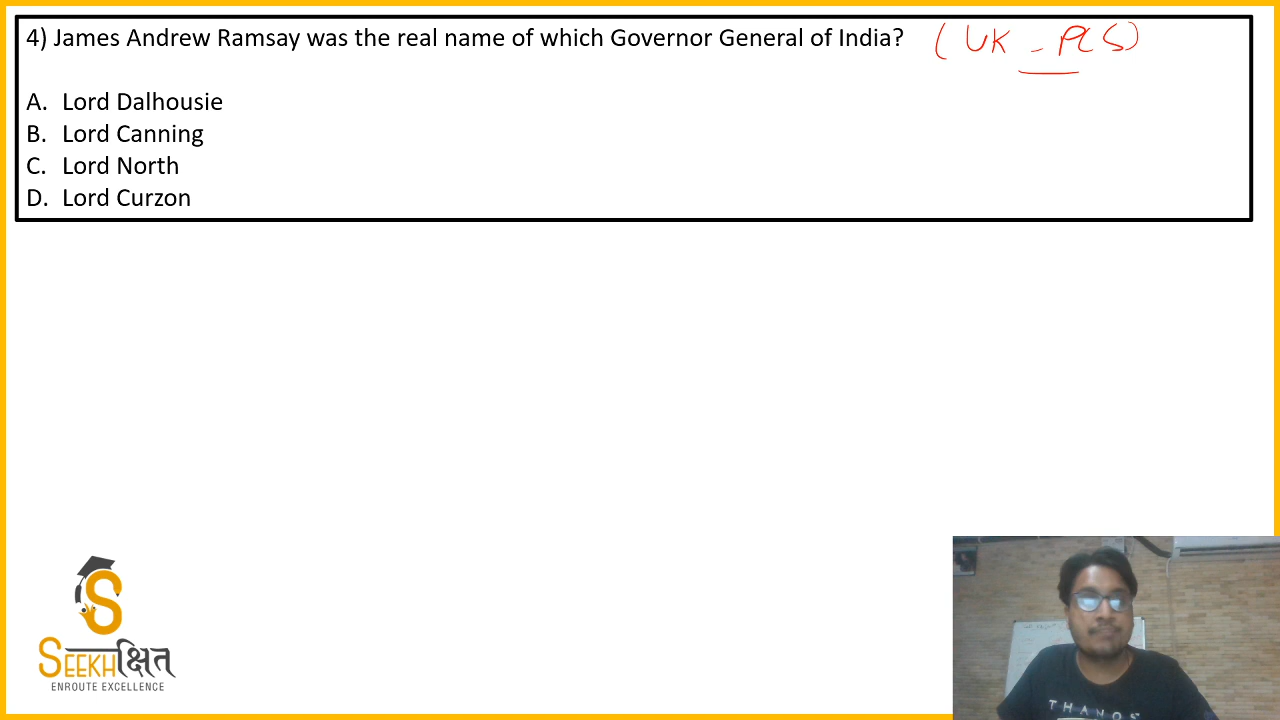 4) James Andrew Ramsay was the real name of which Governor General of India? (UK - PCS)
A. Lord Dalhousie
B. Lord Canning
C. Lord North
D. Lord Curzon
S
SEEKHक्षित
ENROUTE EXCELLENCE
THANOS